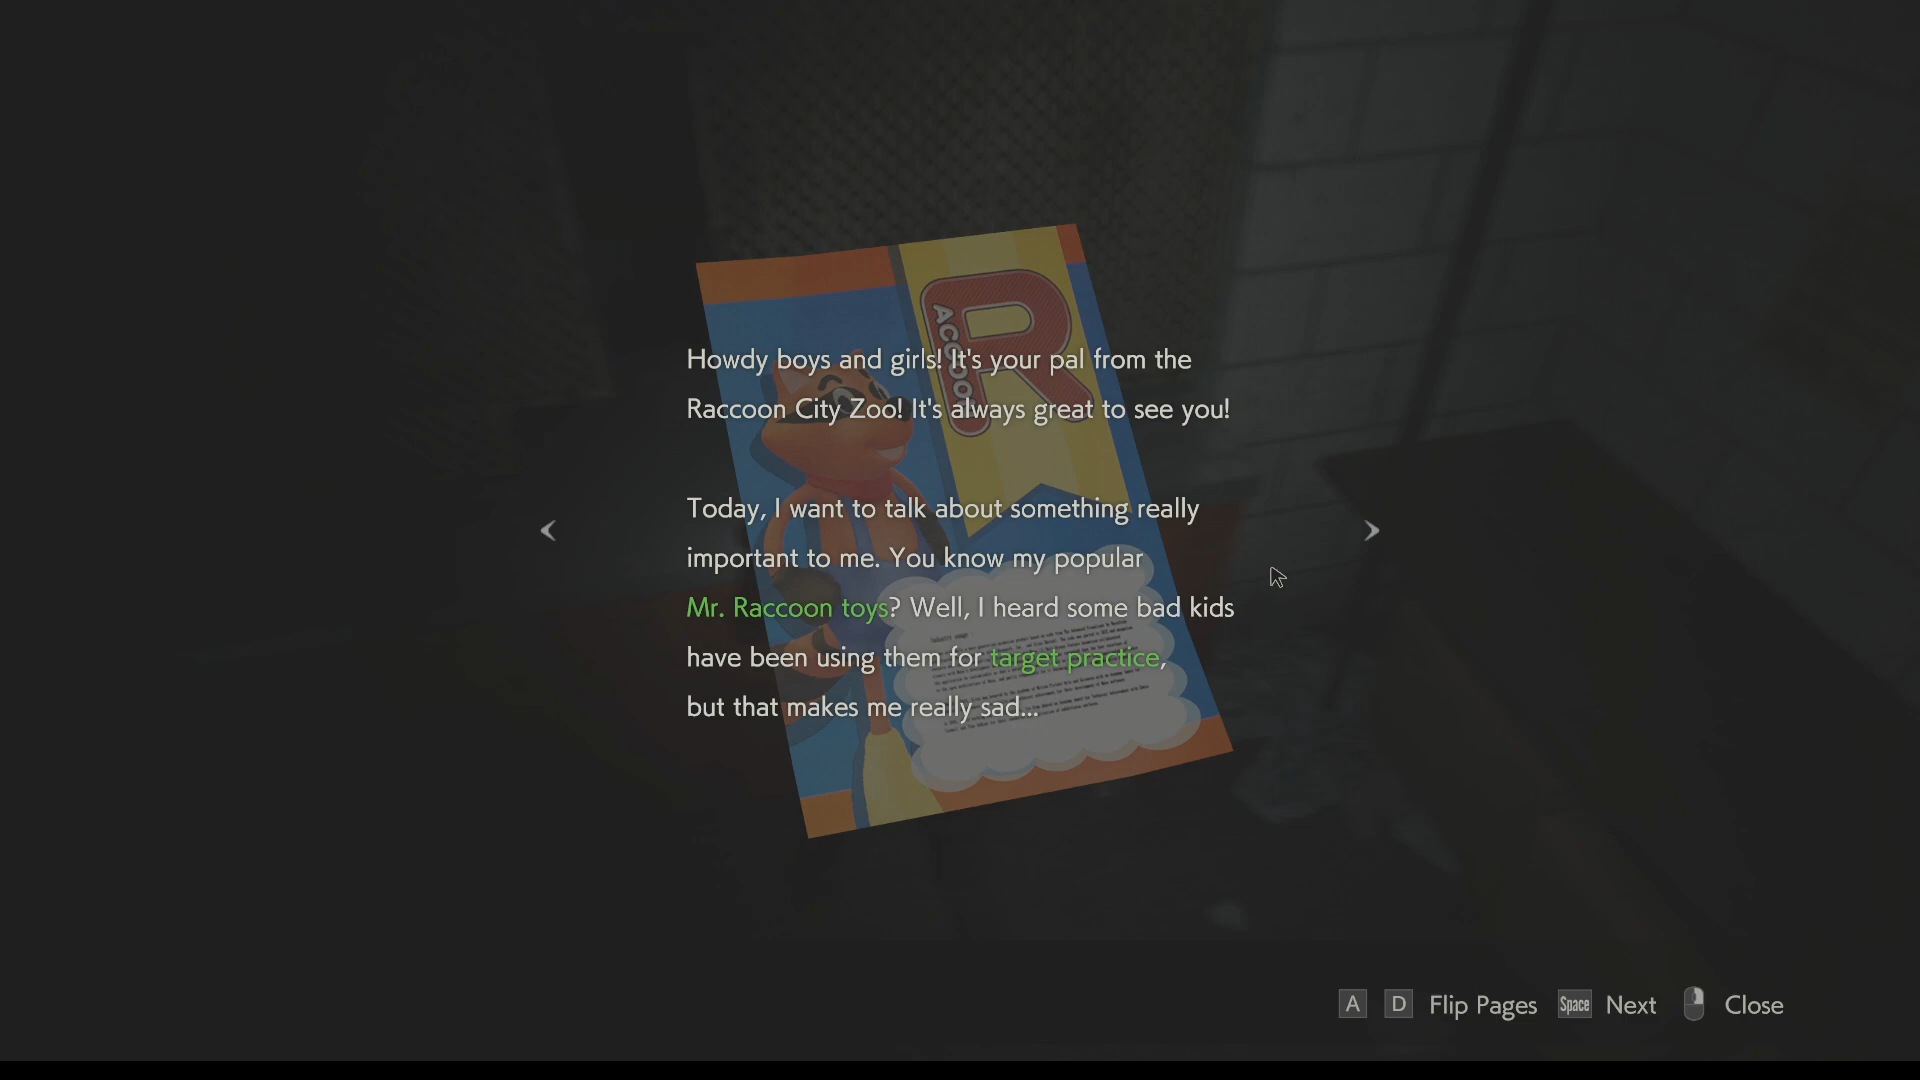 R
ACCOON
Howdy boys and girls! It's your pal from the
Raccoon City Zoo! It's always great to see you!
Today, I want to talk about something really
important to me. You know my popular
Mr. Raccoon toys? Well, I heard some bad kids
have been using them for target practice,
but that makes me really sad...
A D Flip Pages Space Next Close